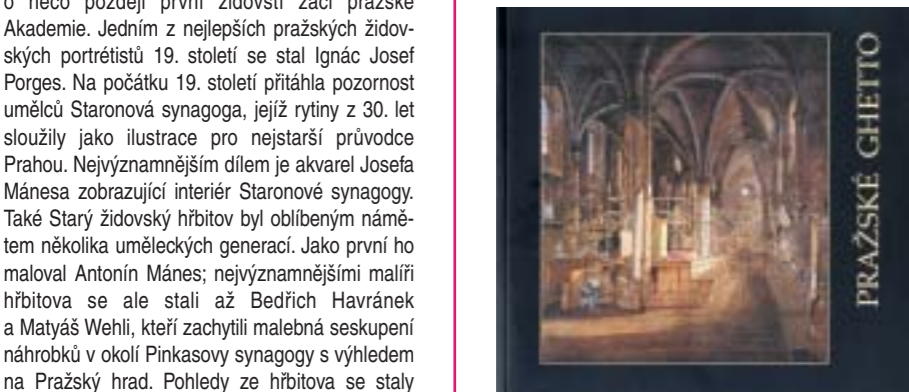 o něco později první židovští žáci pražské
Akademie. Jedním z nejlepších pražských židov-
ských portrétistů 19. století se stal Ignác Josef
Porges. Na počátku 19. století přitáhla pozornost
umělců Staronová synagoga, jejíž rytiny z 30. let
sloužily jako ilustrace pro nejstarší průvodce
Prahou. Nejvýznamnějším dílem je akvarel Josefa
Mánesa zobrazující interiér Staronové synagogy.
Také Starý židovský hřbitov byl oblíbeným námě-
tem několika uměleckých generací. Jako první ho
maloval Antonín Mánes; nejvýznamnějšími malíři
hřbitova se ale stali až Bedřich Havránek
a Matyáš Wehli, kteří zachytili malebná seskupení
náhrobků v okolí Pinkasovy synagogy s výhledem
na Pražský hrad. Pohledy ze hřbitova se staly
PRAŽSKÉ GHETTO